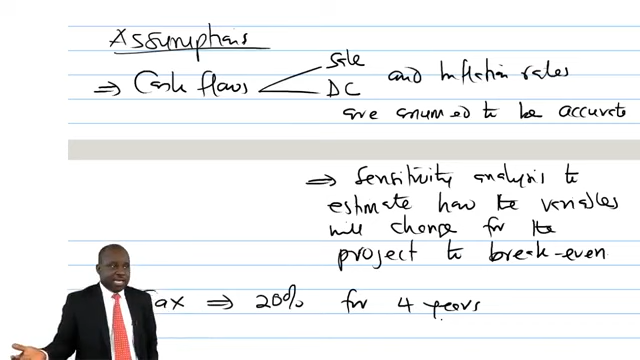 Assumptions
⇒ Cash flows Sale DC and Inflation rates
are assumed to be accurate
⇒ Sensitivity analysis to
estimate how the variables
will change for the
project to break-even
Tax ⇒ 20% for 4 years